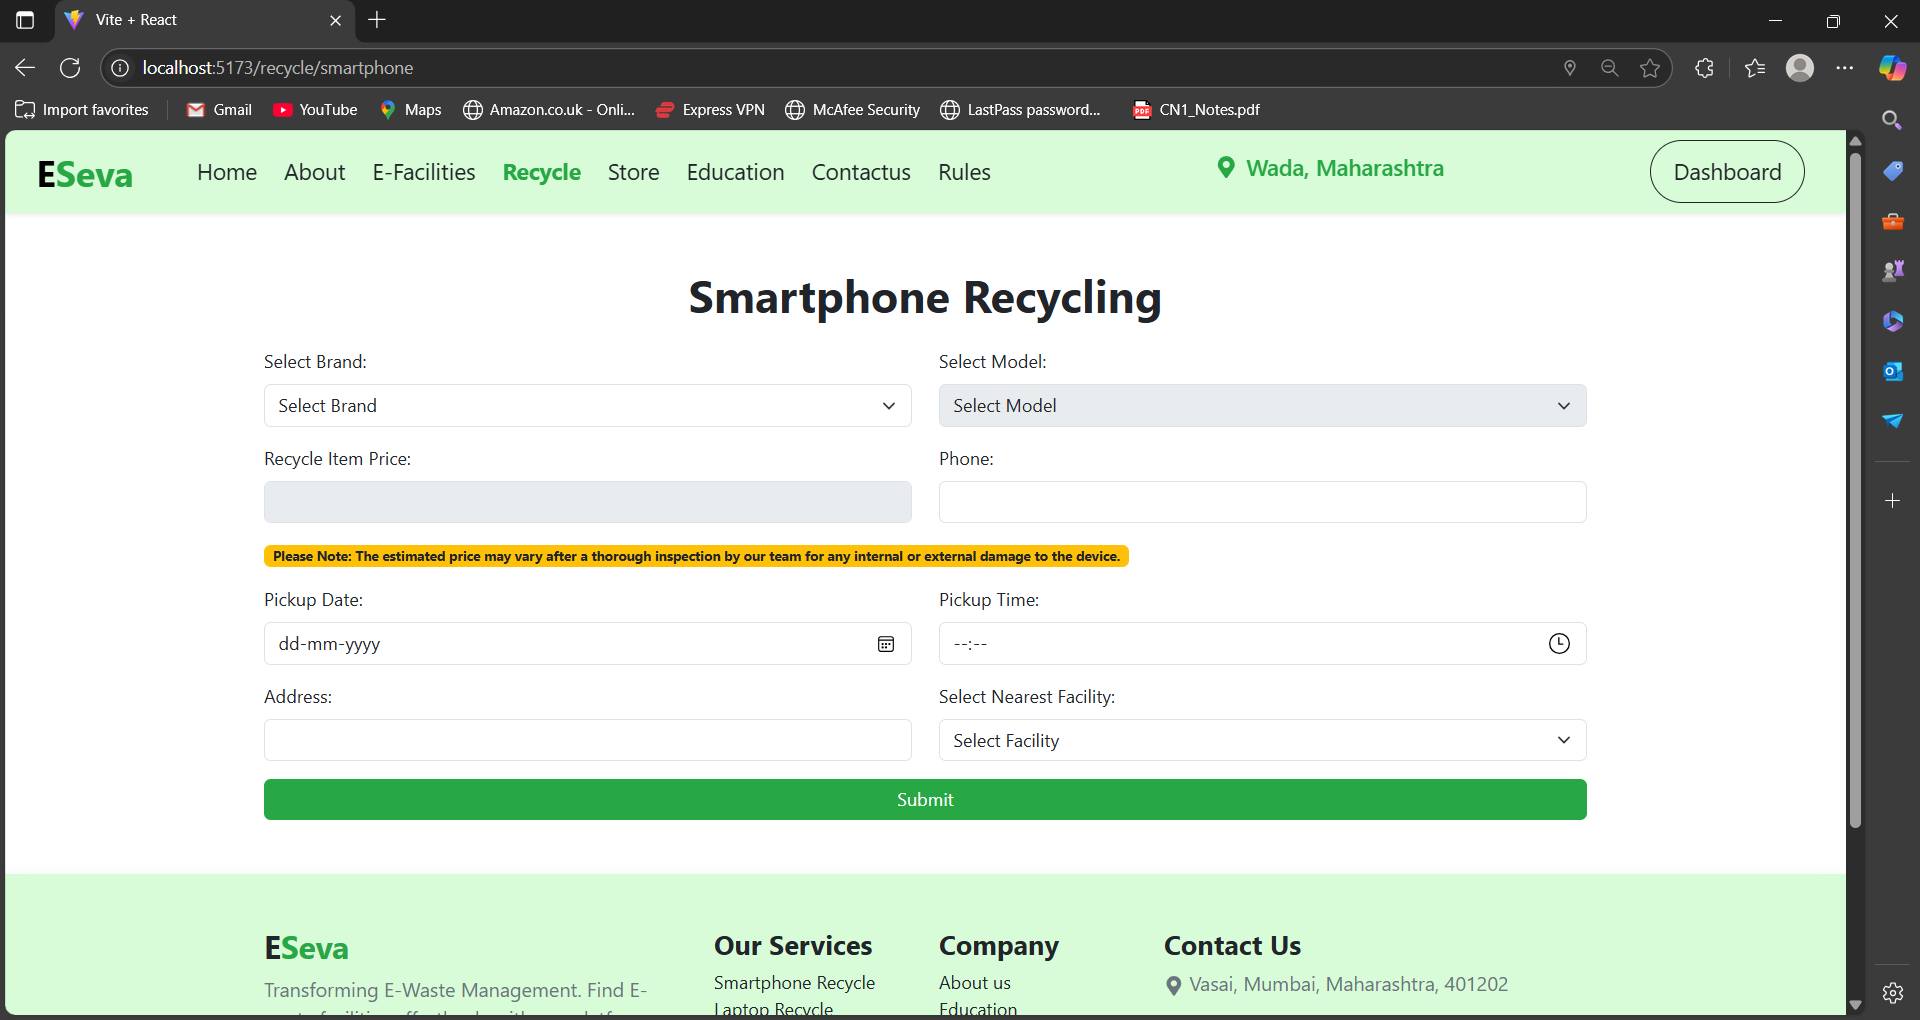 Vite + React
localhost:5173/recycle/smartphone
Import favorites Gmail YouTube Maps Amazon.co.uk - Onli... Express VPN McAfee Security LastPass password... CN1_Notes.pdf
ESeva Home About E-Facilities Recycle Store Education Contactus Rules Wada, Maharashtra Dashboard
Smartphone Recycling
Select Brand: Select Model:
Select Brand Select Model
Recycle Item Price: Phone:
Please Note: The estimated price may vary after a thorough inspection by our team for any internal or external damage to the device.
Pickup Date: Pickup Time:
dd-mm-yyyy --:--
Address: Select Nearest Facility:
Select Facility
Submit
ESeva Our Services Company Contact Us
Transforming E-Waste Management. Find E- Smartphone Recycle About us Vasai, Mumbai, Maharashtra, 401202
Laptop Recycle Education